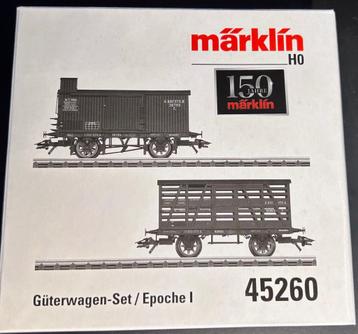 märklin
H0
150
JAHRE
märklin
Güterwagen-Set / Epoche I
45260